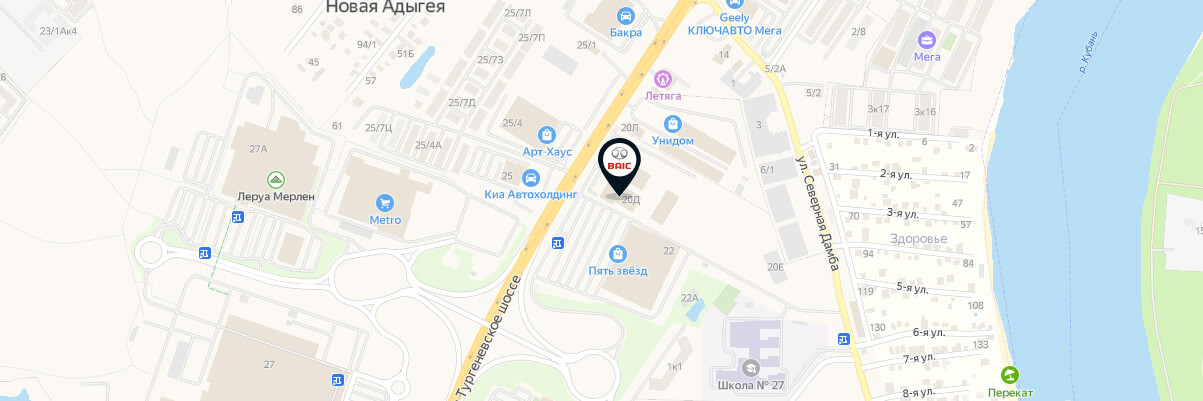 Новая Адыгея
23/1Ак4
86
25/7Л
94/1
51Б
25/7П
25/1
45
57
25/7З
Бакра
Geely
КЛЮЧАВТО Мега
14
2/8
Мега
р. Кубань
5/2А
1
5/2
Летяга
3к17
3к16
61
25/7Ц
25/4
25/4А
Арт-Хаус
20Л
Унидом
3
1-я ул.
27А
25
BAIC
6/1
31
2-я ул.
47
Леруа Мерлен
Киа Автохолдинг
20Д
ул. Северная Дамба
57
Metro
70
3-я ул.
57
94
Здоровье
84
22
Пять звёзд
20Е
119
5-я ул.
108
22А
Тургеневское шоссе
130
6-я ул.
133
27
1к1
7-я ул.
Школа № 27
8-я ул.
Перекат